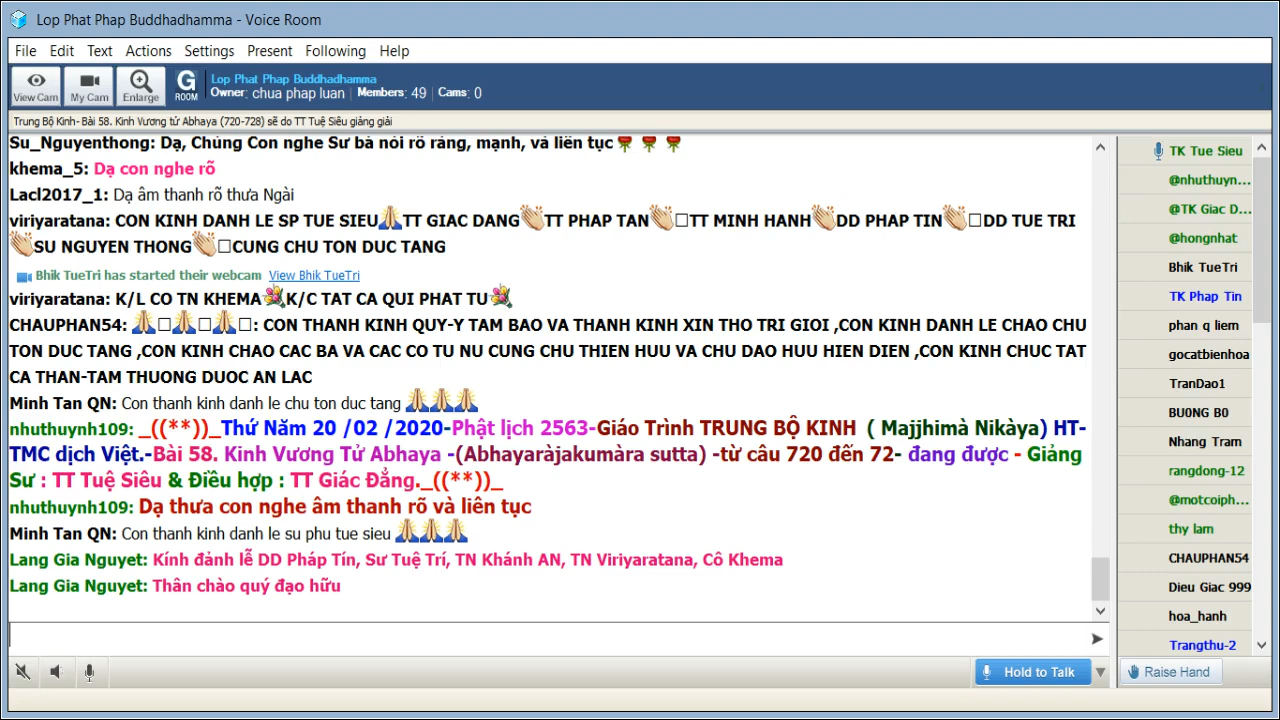 Lop Phat Phap Buddhadhamma - Voice Room
File Edit Text Actions Settings Present Following Help
View Cam My Cam Enlarge G ROOM
Lop Phat Phap Buddhadhamma
Owner: chua phap luan Members: 49 Cams: 0
Trung Bộ Kinh- Bài 58. Kinh Vương tử Abhaya (720-728) sẽ do TT Tuệ Siêu giảng giải
Su_Nguyenthong: Dạ, Chúng Con nghe Sư bà nói rõ ràng, mạnh, và liên tục
khema_5: Dạ con nghe rõ
Lacl2017_1: Dạ âm thanh rõ thưa Ngài
viriyaratana: CON KINH DANH LE SP TUE SIEU🙏TT GIAC DANG👏TT PHAP TAN👏□TT MINH HANH👏DD PHAP TIN👏□DD TUE TRI
👏SU NGUYEN THONG👏□CUNG CHU TON DUC TANG
Bhik TueTri has started their webcam View Bhik TueTri
viriyaratana: K/L CO TN KHEMA💐K/C TAT CA QUI PHAT TU💐
CHAUPHAN54: 🙏□🙏□🙏□: CON THANH KINH QUY-Y TAM BAO VA THANH KINH XIN THO TRI GIOI ,CON KINH DANH LE CHAO CHU
TON DUC TANG ,CON KINH CHAO CAC BA VA CAC CO TU NU CUNG CHU THIEN HUU VA CHU DAO HUU HIEN DIEN ,CON KINH CHUC TAT
CA THAN-TAM THUONG DUOC AN LAC
Minh Tan QN: Con thanh kinh danh le chu ton duc tang 🙏🙏🙏
nhuthuynh109: _((**))_Thứ Năm 20 /02 /2020-Phật lịch 2563-Giáo Trình TRUNG BỘ KINH ( Majjhimà Nikàya) HT-
TMC dịch Việt.-Bài 58. Kinh Vương Tử Abhaya -(Abhayaràjakumàra sutta) -từ câu 720 đến 72- đang được - Giảng
Sư : TT Tuệ Siêu & Điều hợp : TT Giác Đẳng._((**))_
nhuthuynh109: Dạ thưa con nghe âm thanh rõ và liên tục
Minh Tan QN: Con thanh kinh danh le su phu tue sieu 🙏🙏🙏
Lang Gia Nguyet: Kính đảnh lễ DD Pháp Tín, Sư Tuệ Trí, TN Khánh AN, TN Viriyaratana, Cô Khema
Lang Gia Nguyet: Thân chào quý đạo hữu
TK Tue Sieu
@nhuthuyn...
@TK Giac D...
@hongnhat
Bhik TueTri
TK Phap Tin
phan q liem
gocatbienhoa
TranDao1
BU0NG B0
Nhang Tram
rangdong-12
@motcoiph...
thy lam
CHAUPHAN54
Dieu Giac 999
hoa_hanh
Trangthu-2
Hold to Talk Raise Hand